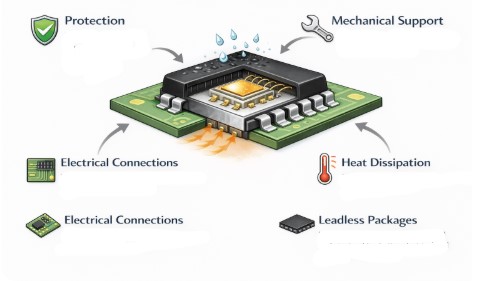 Protection
Mechanical Support
Electrical Connections
Heat Dissipation
Electrical Connections
Leadless Packages